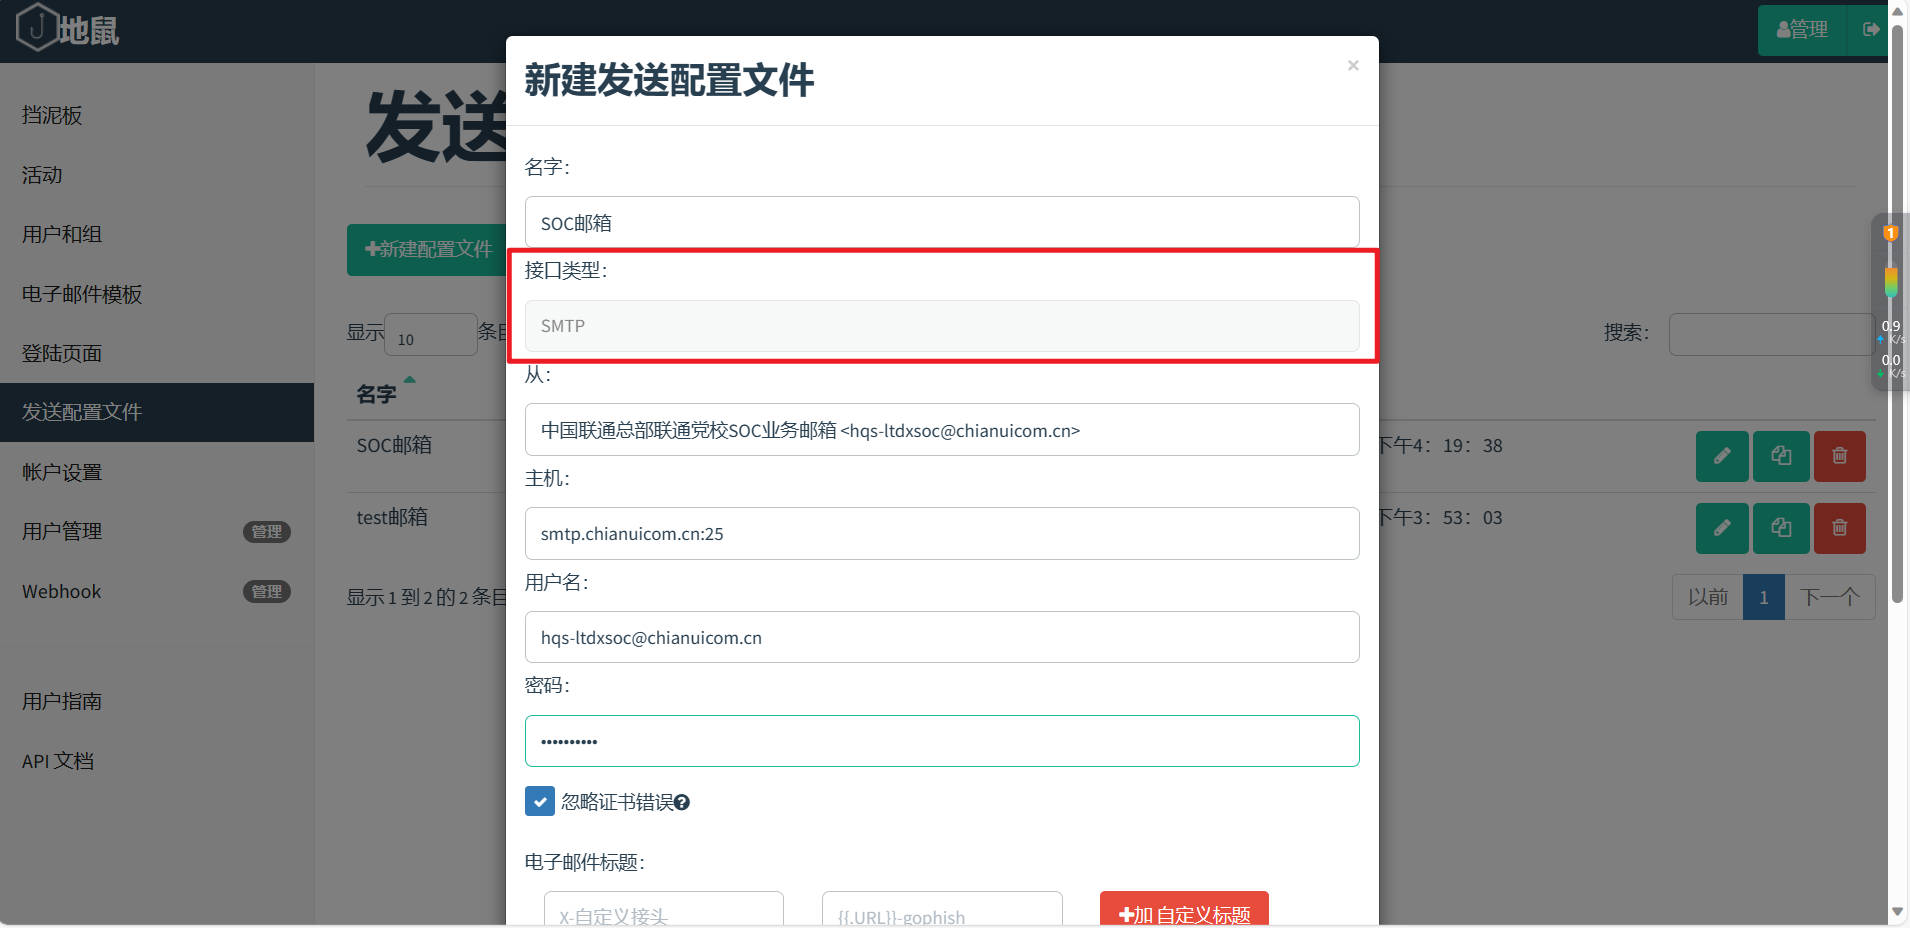 地鼠
管理
新建发送配置文件
×
挡泥板
活动
用户和组
电子邮件模板
登陆页面
发送配置文件
帐户设置
用户管理
管理
Webhook
管理
用户指南
API 文档
发送
新建配置文件
显示
10
条目
搜索：
名字
SOC邮箱
下午4：19：38
test邮箱
下午3：53：03
显示 1 到 2 的 2 条目
以前
1
下一个
名字：
SOC邮箱
接口类型：
SMTP
从：
中国联通总部联通党校SOC业务邮箱 <hqs-ltdxsoc@chianuicom.cn>
主机：
smtp.chianuicom.cn:25
用户名：
hqs-ltdxsoc@chianuicom.cn
密码：
••••••••••
忽略证书错误
电子邮件标题：
X-自定义接头
{{.URL}}-gophish
加 自定义标题
1
0.9
K/s
0.0
K/s